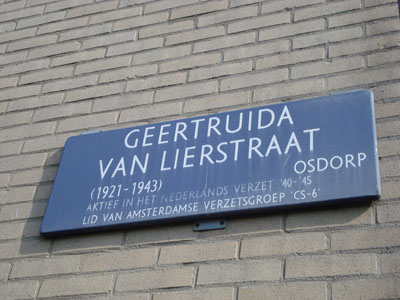 GEERTRUIDA
VAN LIERSTRAAT
OSDORP
(1921-1943)
AKTIEF IN HET NEDERLANDS VERZET '40-'45
LID VAN AMSTERDAMSE VERZETSGROEP 'CS-6'